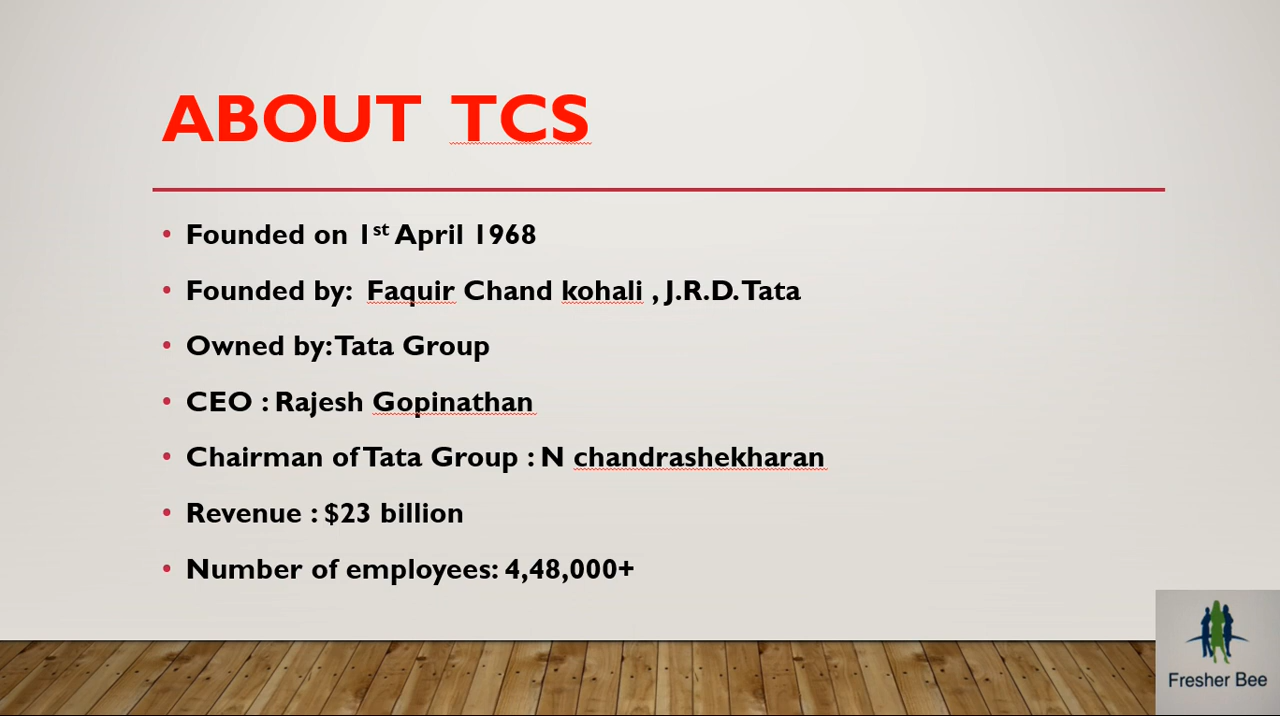 ABOUT TCS
• Founded on 1st April 1968
• Founded by: Faquir Chand kohali , J.R.D. Tata
• Owned by: Tata Group
• CEO : Rajesh Gopinathan
• Chairman of Tata Group : N chandrashekharan
• Revenue : $23 billion
• Number of employees: 4,48,000+
Fresher Bee